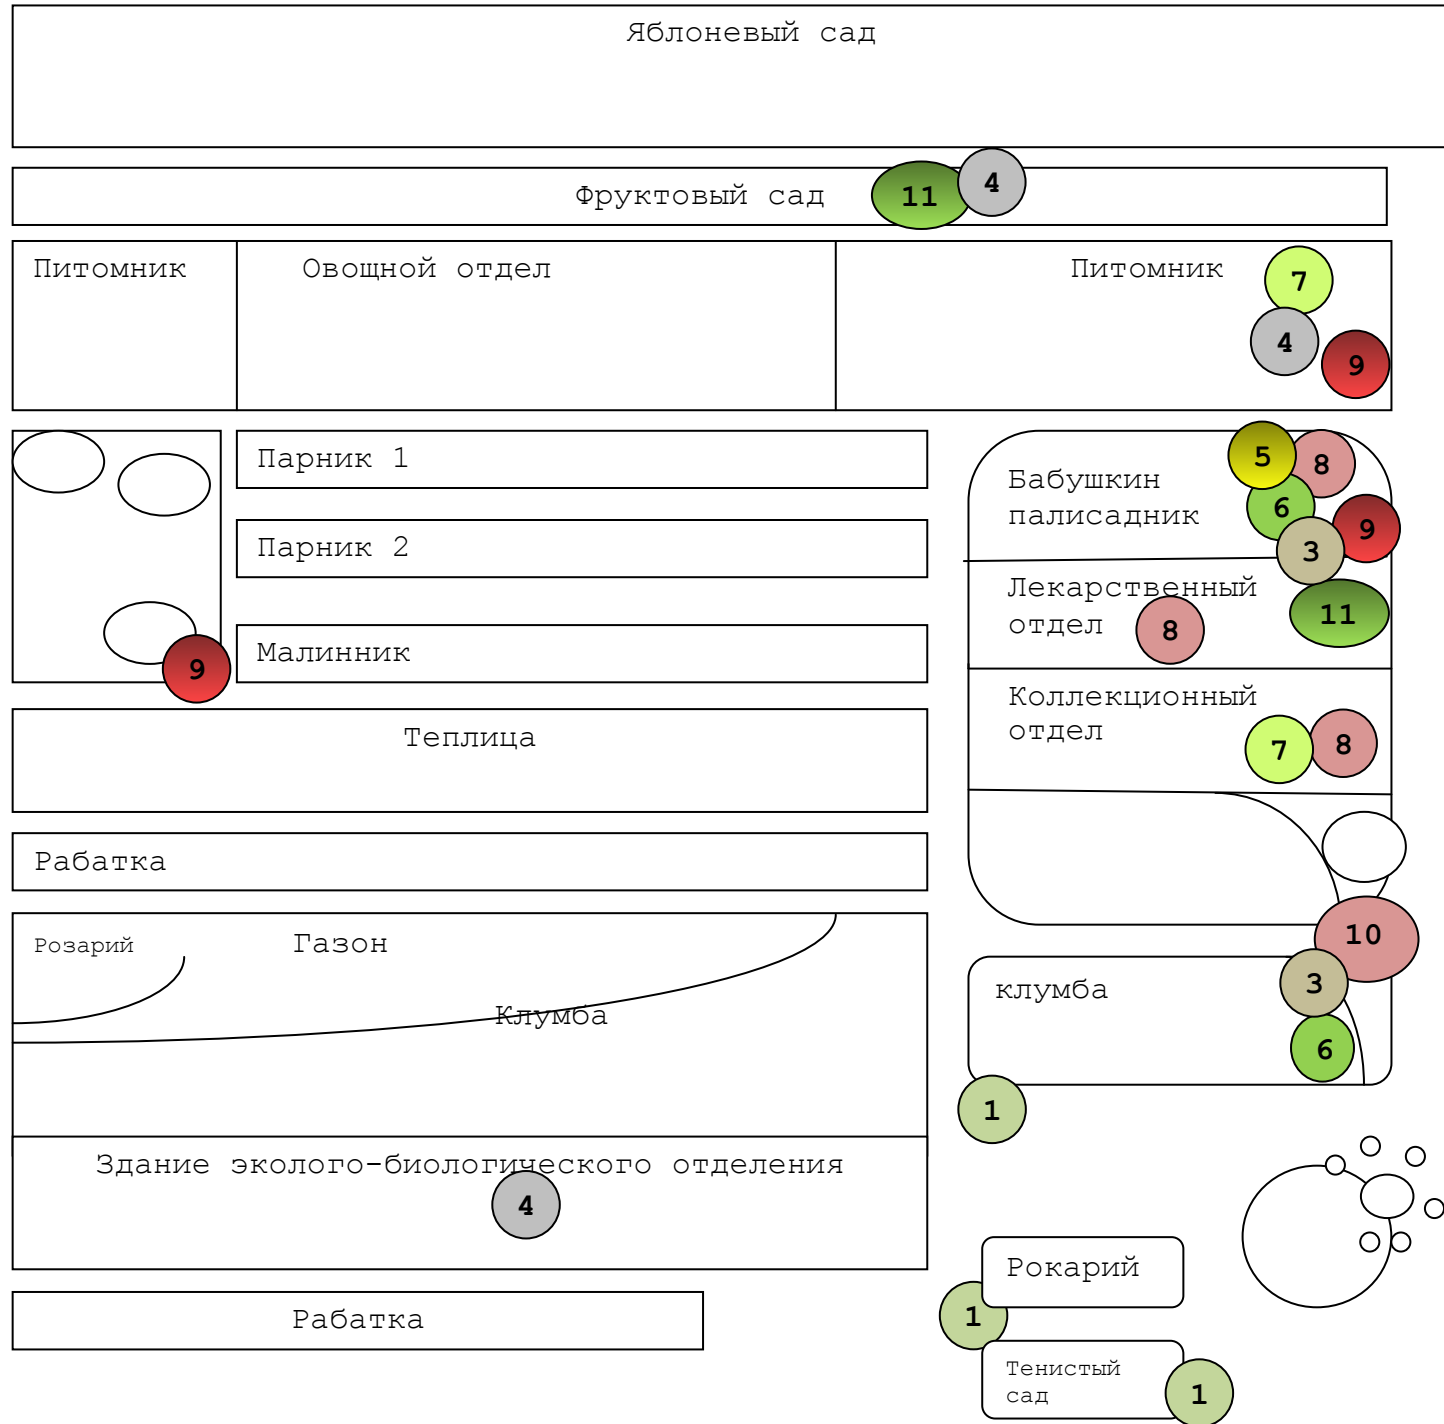 Яблоневый сад
Фруктовый сад
11
4
Питомник
Овощной отдел
Питомник
7
4
9
Парник 1
Парник 2
Малинник
9
Бабушкин
палисадник
5
8
6
9
3
Лекарственный
отдел
8
11
Коллекционный
отдел
7
8
Теплица
Рабатка
Розарий
Газон
Клумба
10
клумба
3
6
1
Здание эколого-биологического отделения
4
Рокарий
1
Рабатка
Тенистый
сад
1